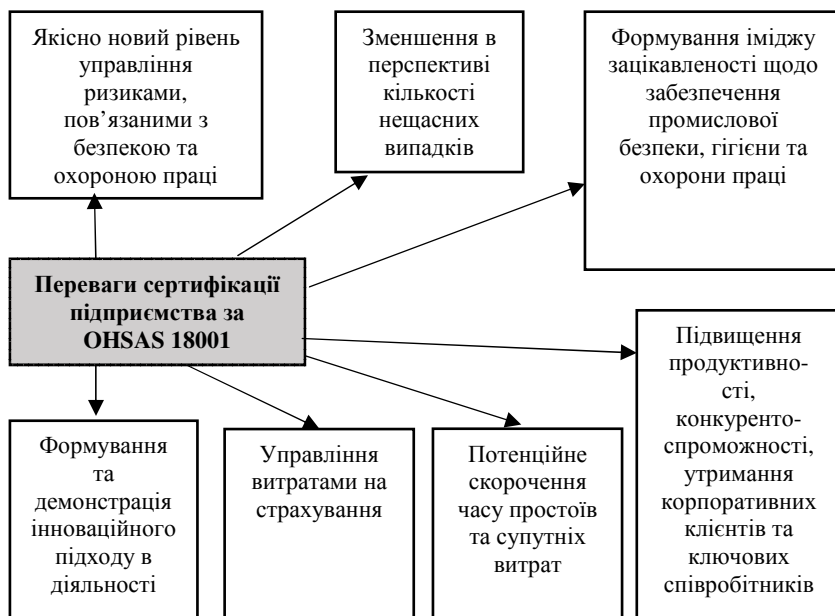 Якісно новий рівень
управління
ризиками,
пов’язаними з
безпекою та
охороною праці
Зменшення в
перспективі
кількості
нещасних
випадків
Формування іміджу
зацікавленості щодо
забезпечення
промислової
безпеки, гігієни та
охорони праці
Переваги сертифікації
підприємства за
OHSAS 18001
Підвищення
продуктивно-
сті,
конкуренто-
спроможності,
утримання
корпоративних
клієнтів та
ключових
співробітників
Формування
та
демонстрація
інноваційного
підходу в
діяльності
Управління
витратами на
страхування
Потенційне
скорочення
часу простоїв
та супутніх
витрат